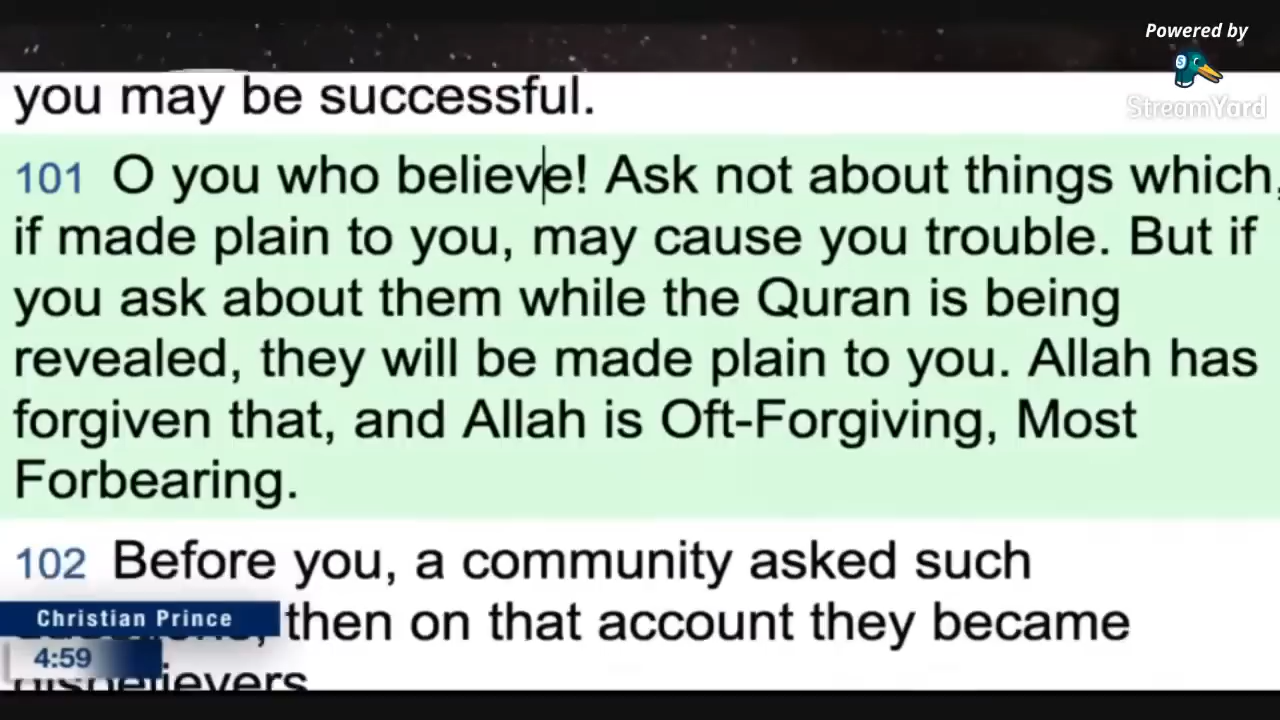 Powered by
StreamYard
you may be successful.
101 O you who believe! Ask not about things which,
if made plain to you, may cause you trouble. But if
you ask about them while the Quran is being
revealed, they will be made plain to you. Allah has
forgiven that, and Allah is Oft-Forgiving, Most
Forbearing.
102 Before you, a community asked such
then on that account they became
disbelievers
Christian Prince
4:59